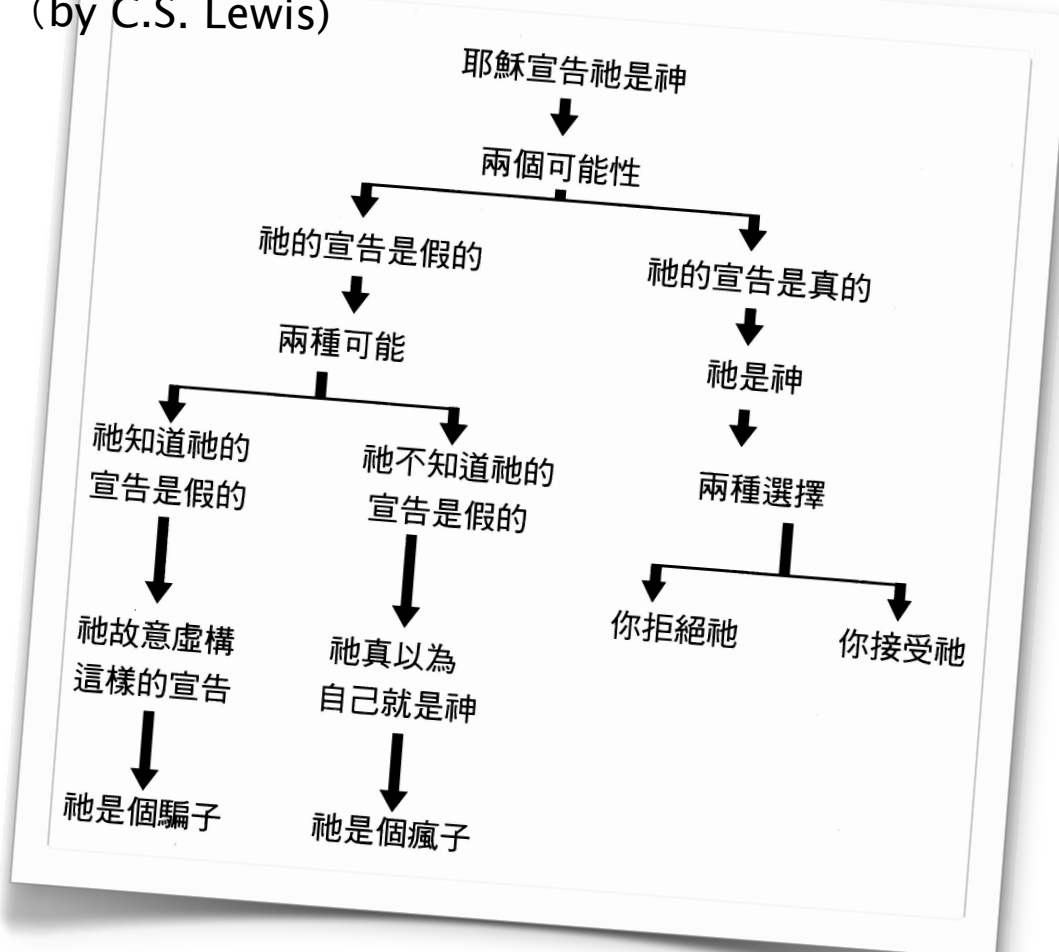 （by C.S. Lewis)
耶穌宣告祂是神
兩個可能性
祂的宣告是假的
祂的宣告是真的
兩種可能
祂是神
祂知道祂的
宣告是假的
祂不知道祂的
宣告是假的
兩種選擇
祂故意虛構
這樣的宣告
祂真以為
自己就是神
你拒絕祂
你接受祂
祂是個騙子
祂是個瘋子